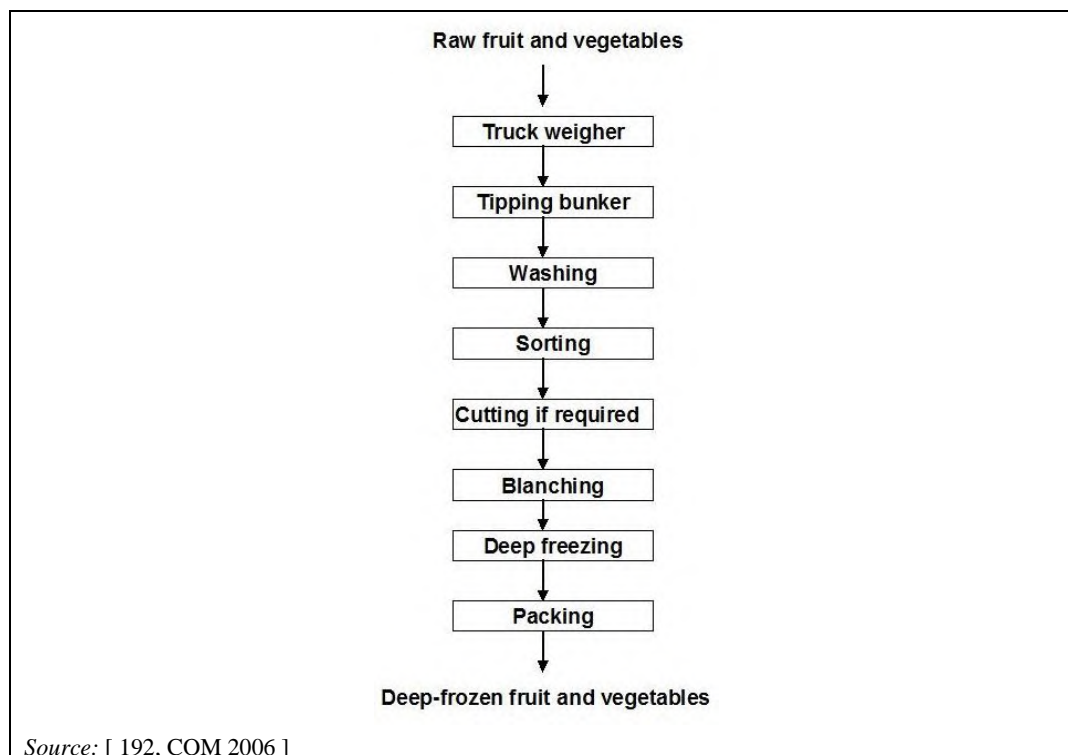 Raw fruit and vegetables
Truck weigher
Tipping bunker
Washing
Sorting
Cutting if required
Blanching
Deep freezing
Packing
Deep-frozen fruit and vegetables
Source: [ 192, COM 2006 ]